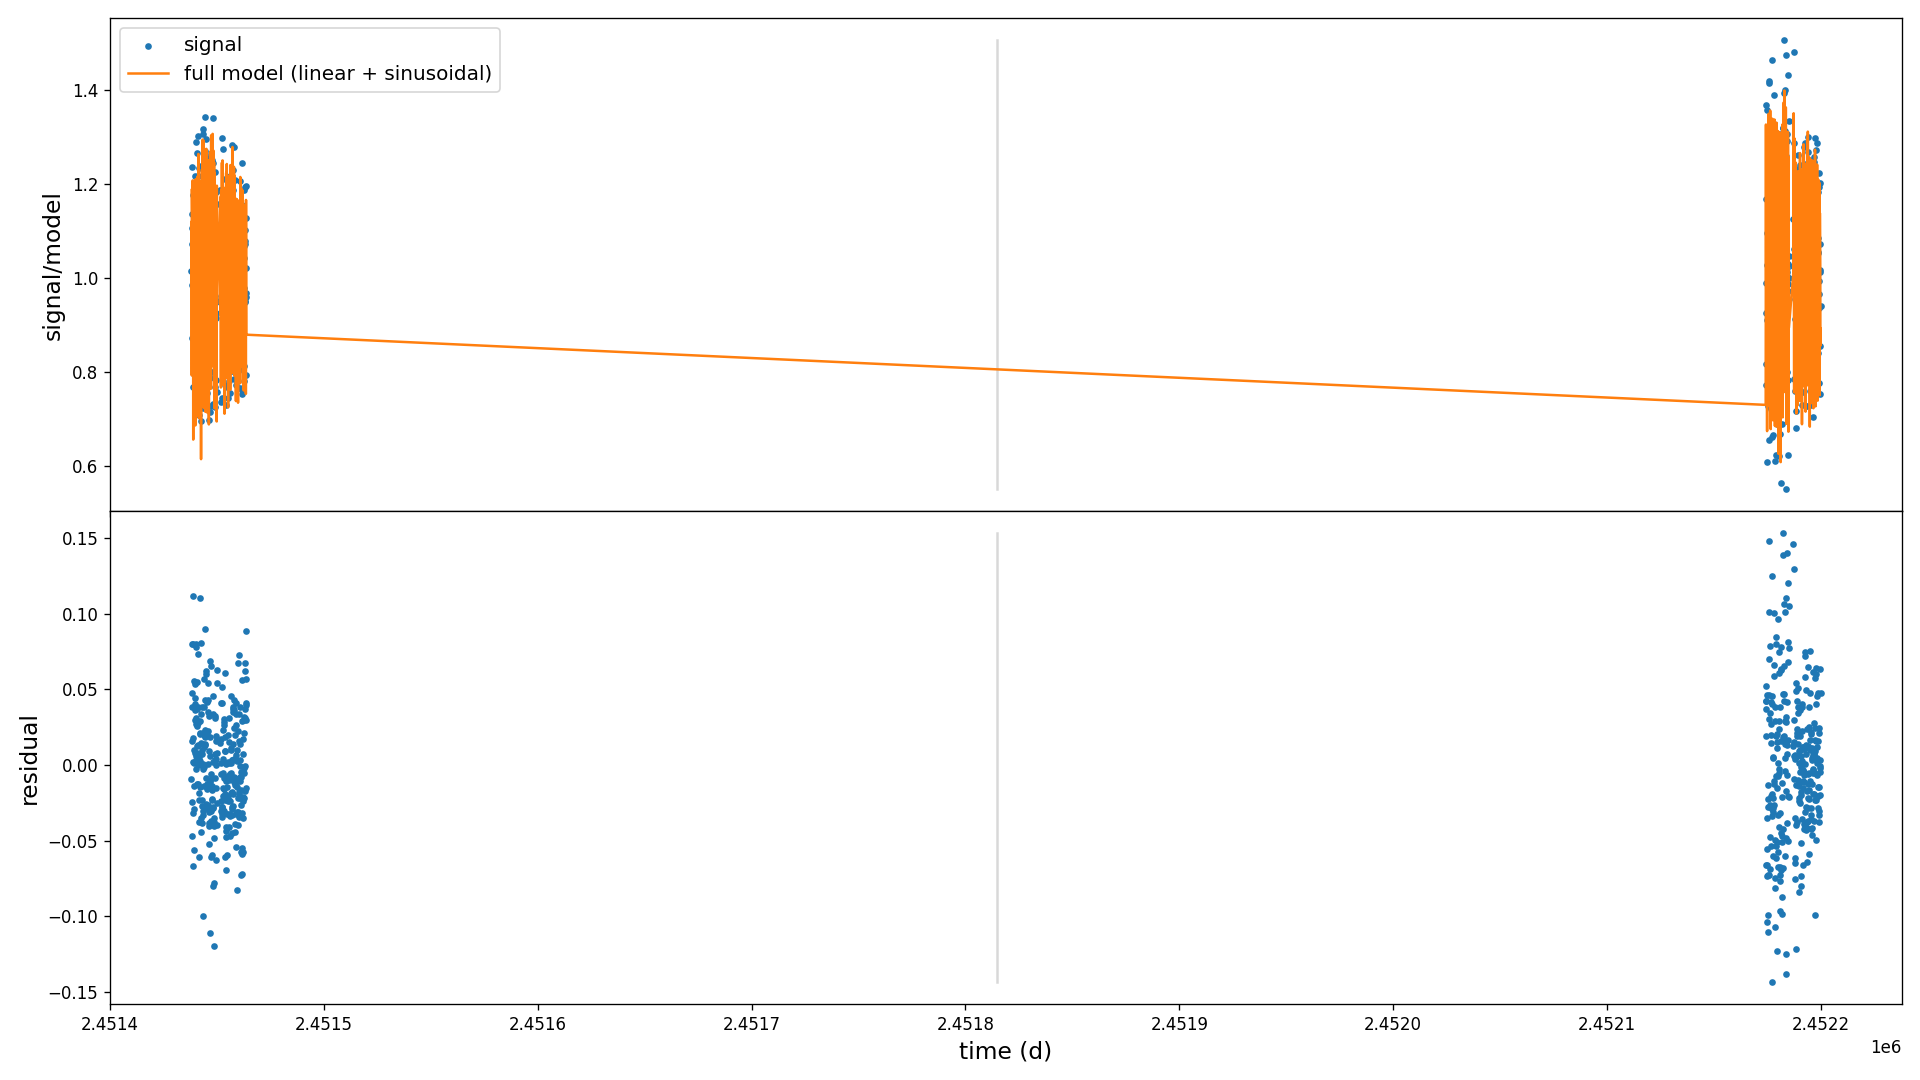 signal
full model (linear + sinusoidal)
signal/model
1.4
1.2
1.0
0.8
0.6
residual
0.15
0.10
0.05
0.00
−0.05
−0.10
−0.15
2.4514 2.4515 2.4516 2.4517 2.4518 2.4519 2.4520 2.4521 2.4522
1e6
time (d)